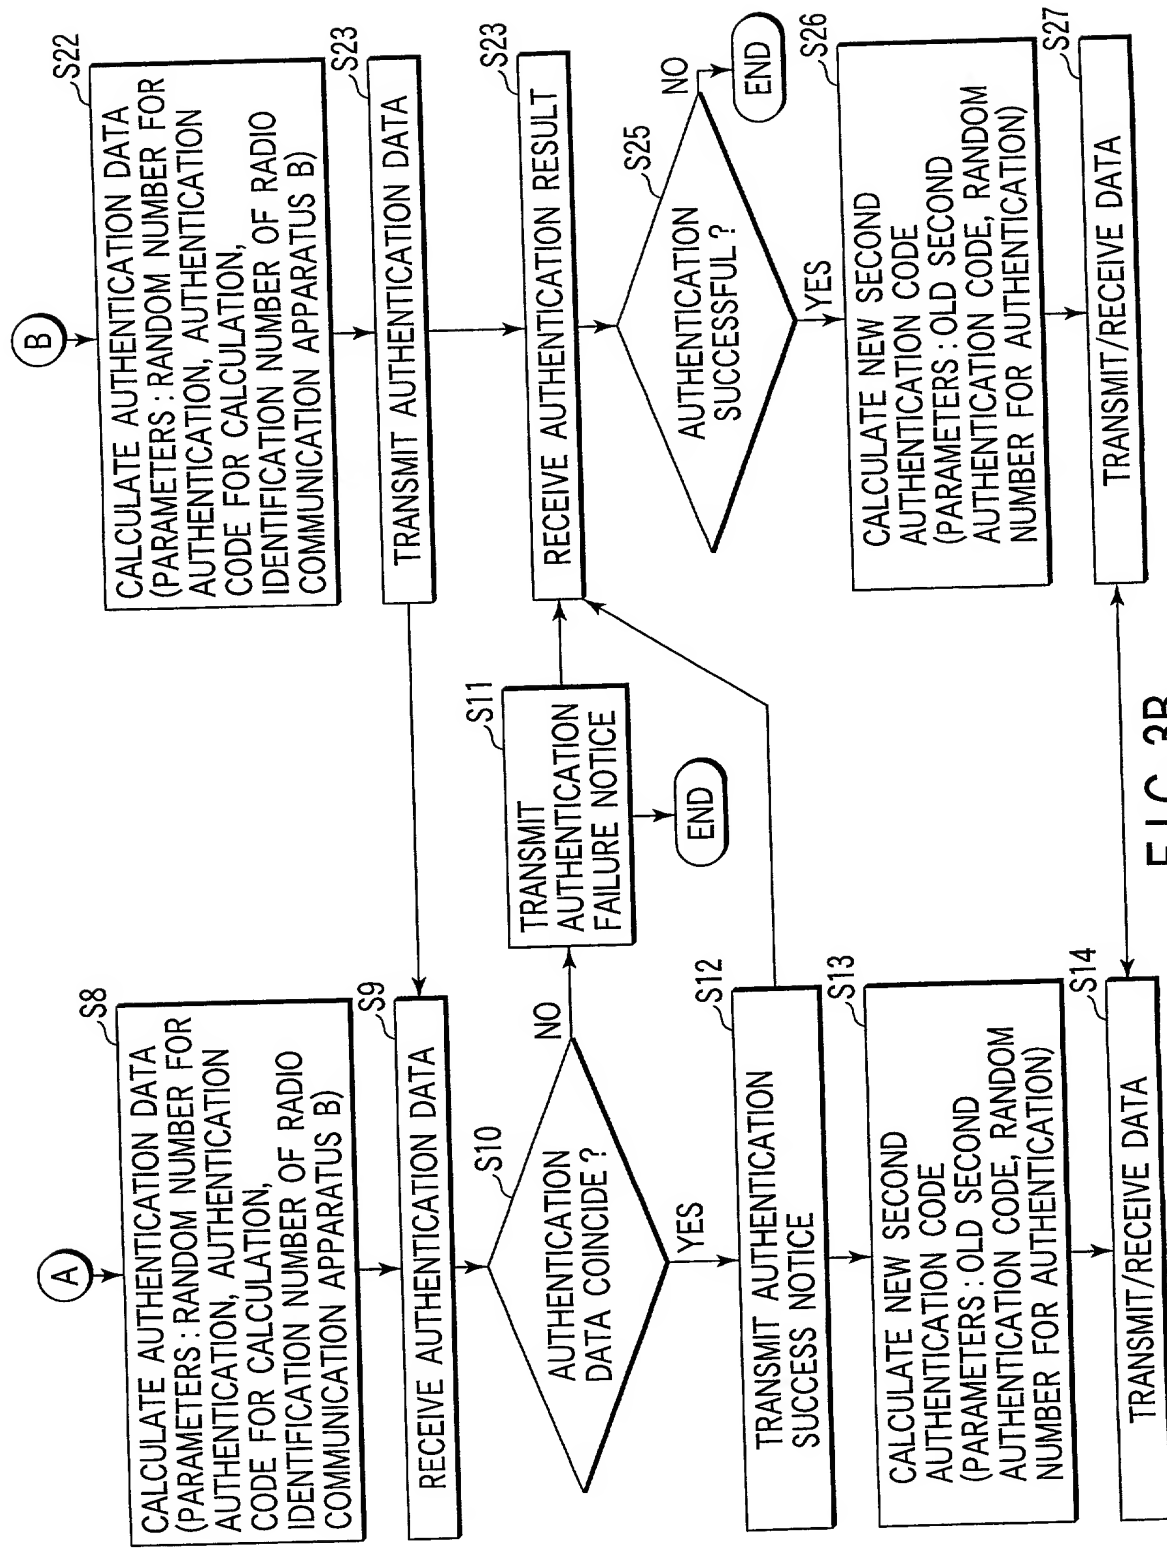 A
S8
CALCULATE AUTHENTICATION DATA
(PARAMETERS : RANDOM NUMBER FOR
AUTHENTICATION, AUTHENTICATION
CODE FOR CALCULATION,
IDENTIFICATION NUMBER OF RADIO
COMMUNICATION APPARATUS B)
S9
RECEIVE AUTHENTICATION DATA
S10
AUTHENTICATION
DATA COINCIDE ?
NO
YES
S11
TRANSMIT
AUTHENTICATION
FAILURE NOTICE
END
S12
TRANSMIT AUTHENTICATION
SUCCESS NOTICE
S13
CALCULATE NEW SECOND
AUTHENTICATION CODE
(PARAMETERS : OLD SECOND
AUTHENTICATION CODE, RANDOM
NUMBER FOR AUTHENTICATION)
S14
TRANSMIT/RECEIVE DATA
B
S22
CALCULATE AUTHENTICATION DATA
(PARAMETERS : RANDOM NUMBER FOR
AUTHENTICATION, AUTHENTICATION
CODE FOR CALCULATION,
IDENTIFICATION NUMBER OF RADIO
COMMUNICATION APPARATUS B)
S23
TRANSMIT AUTHENTICATION DATA
S23
RECEIVE AUTHENTICATION RESULT
S25
AUTHENTICATION
SUCCESSFUL ?
NO
END
YES
S26
CALCULATE NEW SECOND
AUTHENTICATION CODE
(PARAMETERS : OLD SECOND
AUTHENTICATION CODE, RANDOM
NUMBER FOR AUTHENTICATION)
S27
TRANSMIT/RECEIVE DATA
FIG. 3B